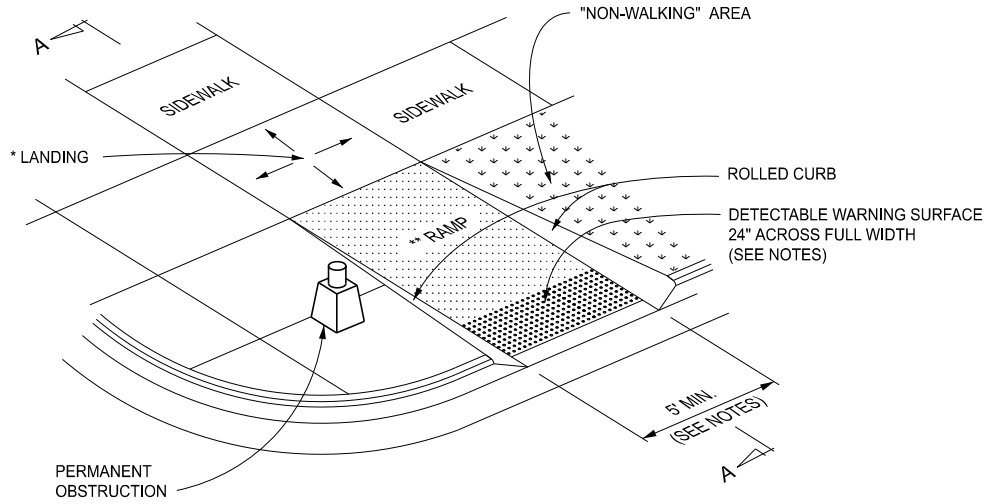 "NON-WALKING" AREA
A
SIDEWALK
SIDEWALK
* LANDING
ROLLED CURB
** RAMP
DETECTABLE WARNING SURFACE
24" ACROSS FULL WIDTH
(SEE NOTES)
5' MIN.
(SEE NOTES)
A
PERMANENT
OBSTRUCTION